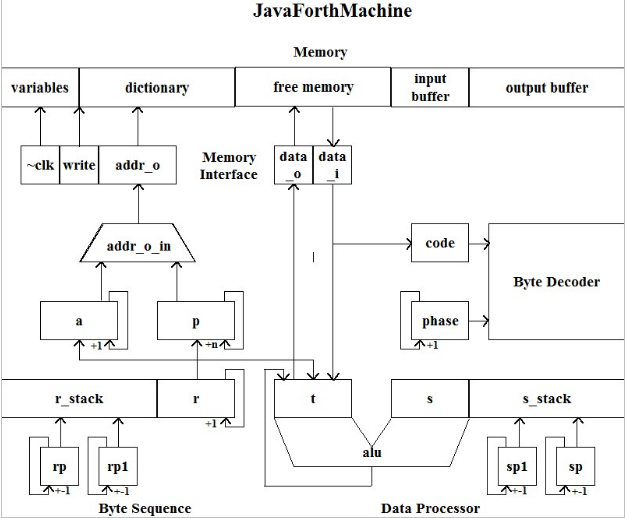 JavaForthMachine
Memory
variables
dictionary
free memory
input
buffer
output buffer
~clk
write
addr_o
Memory
Interface
data
_o
data
_i
addr_o_in
code
Byte Decoder
a
+1
p
+n
phase
+1
r_stack
r
+1
t
s
s_stack
alu
rp
+-1
rp1
+-1
sp1
+-1
sp
+-1
Byte Sequence
Data Processor